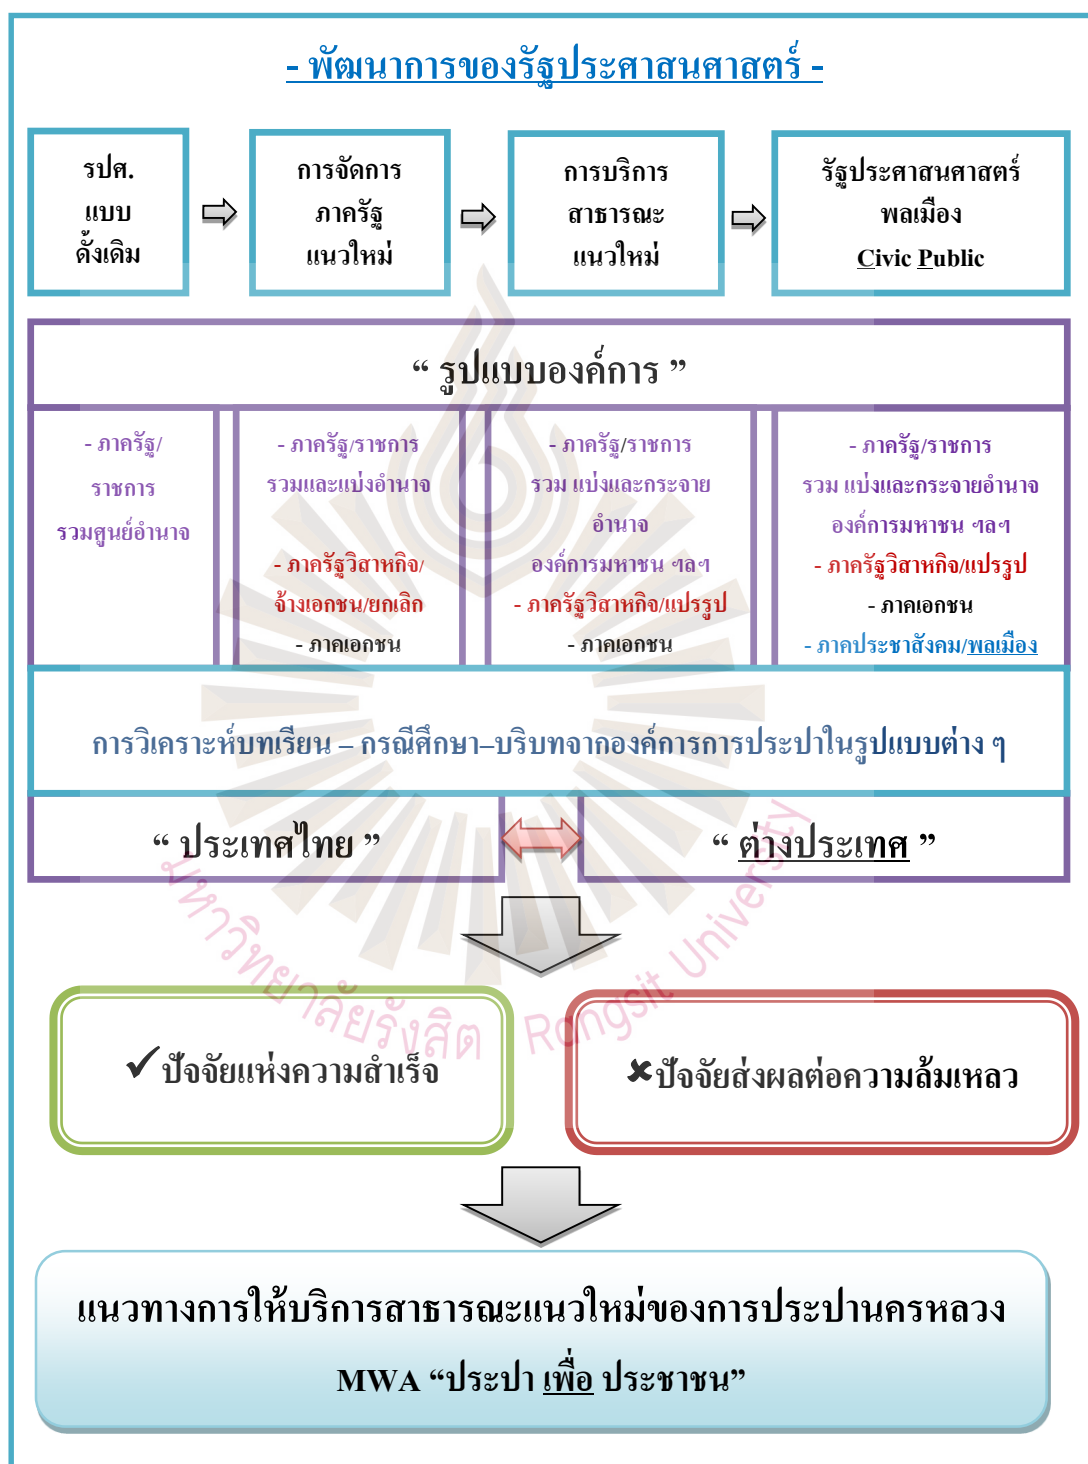 - พัฒนาการของรัฐประศาสนศาสตร์ -
รปศ.
แบบ
ดั้งเดิม
การจัดการ
ภาครัฐ
แนวใหม่
การบริการ
สาธารณะ
แนวใหม่
รัฐประศาสนศาสตร์
พลเมือง
Civic Public
“ รูปแบบองค์การ ”
- ภาครัฐ/
ราชการ
รวมศูนย์อำนาจ
- ภาครัฐ/ราชการ
รวมและแบ่งอำนาจ
- ภาครัฐวิสาหกิจ/
จ้างเอกชน/ยกเลิก
- ภาคเอกชน
- ภาครัฐ/ราชการ
รวม แบ่งและกระจาย
อำนาจ
องค์การมหาชน ฯลฯ
- ภาครัฐวิสาหกิจ/แปรรูป
- ภาคเอกชน
- ภาครัฐ/ราชการ
รวม แบ่งและกระจายอำนาจ
องค์การมหาชน ฯลฯ
- ภาครัฐวิสาหกิจ/แปรรูป
- ภาคเอกชน
- ภาคประชาสังคม/พลเมือง
การวิเคราะห์บทเรียน – กรณีศึกษา–บริบทจากองค์การการประปาในรูปแบบต่าง ๆ
“ ประเทศไทย ”
“ ต่างประเทศ ”
มหาวิทยาลัยรังสิต Rangsit University
✓ปัจจัยแห่งความสำเร็จ
✘ปัจจัยส่งผลต่อความล้มเหลว
แนวทางการให้บริการสาธารณะแนวใหม่ของการประปานครหลวง
MWA “ประปา เพื่อ ประชาชน”